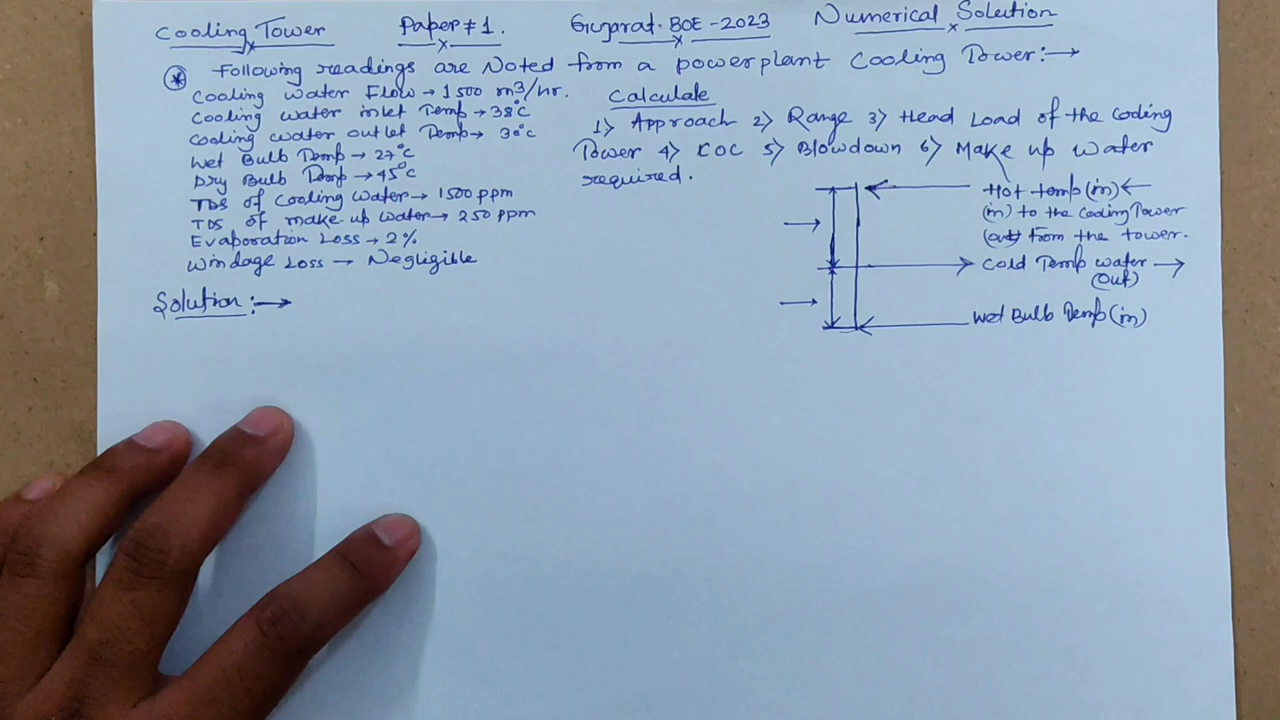 Cooling Tower Paper # 1. Gujarat BOE - 2023 Numerical Solution
* Following readings are Noted from a powerplant Cooling Tower:→
Cooling water Flow → 1500 m3/hr.
Cooling water inlet Temp → 38°C
Cooling water outlet Temp → 30°C
Wet Bulb Temp → 27°C
Dry Bulb Temp → 45°C
TDS of Cooling Water → 1500 ppm
TDS of make-up Water → 250 ppm
Evaporation Loss → 2%
Windage Loss → Negligible
Calculate
1) Approach 2) Range 3) Head Load of the Cooling
Tower 4) COC 5) Blowdown 6) Make up Water
required.
Hot temp (in) ←
(in) to the Cooling Tower
(out) from the tower.
Cold Temp water →
(Out)
Wet Bulb Temp (in)
Solution:→